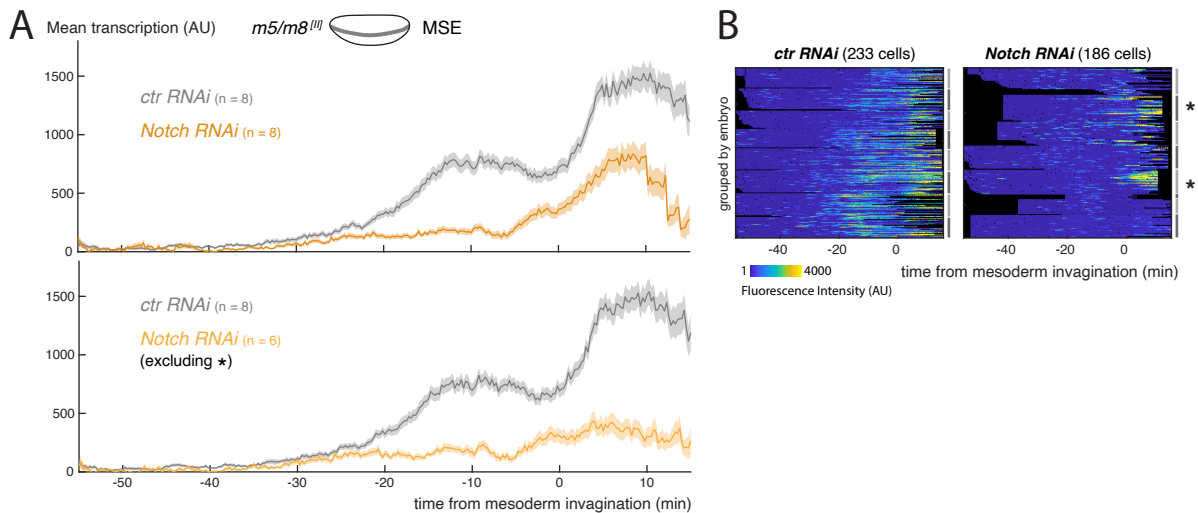 A
Mean transcription (AU)
m5/m8 [II]
MSE
1500
1000
500
0
ctr RNAi (n = 8)
Notch RNAi (n = 8)
1500
1000
500
0
ctr RNAi (n = 8)
Notch RNAi (n = 6)
(excluding *)
-50 -40 -30 -20 -10 0 10
time from mesoderm invagination (min)
B
ctr RNAi (233 cells)
Notch RNAi (186 cells)
grouped by embryo
*
*
-40 -20 0
-40 -20 0
time from mesoderm invagination (min)
1 4000
Fluorescence Intensity (AU)